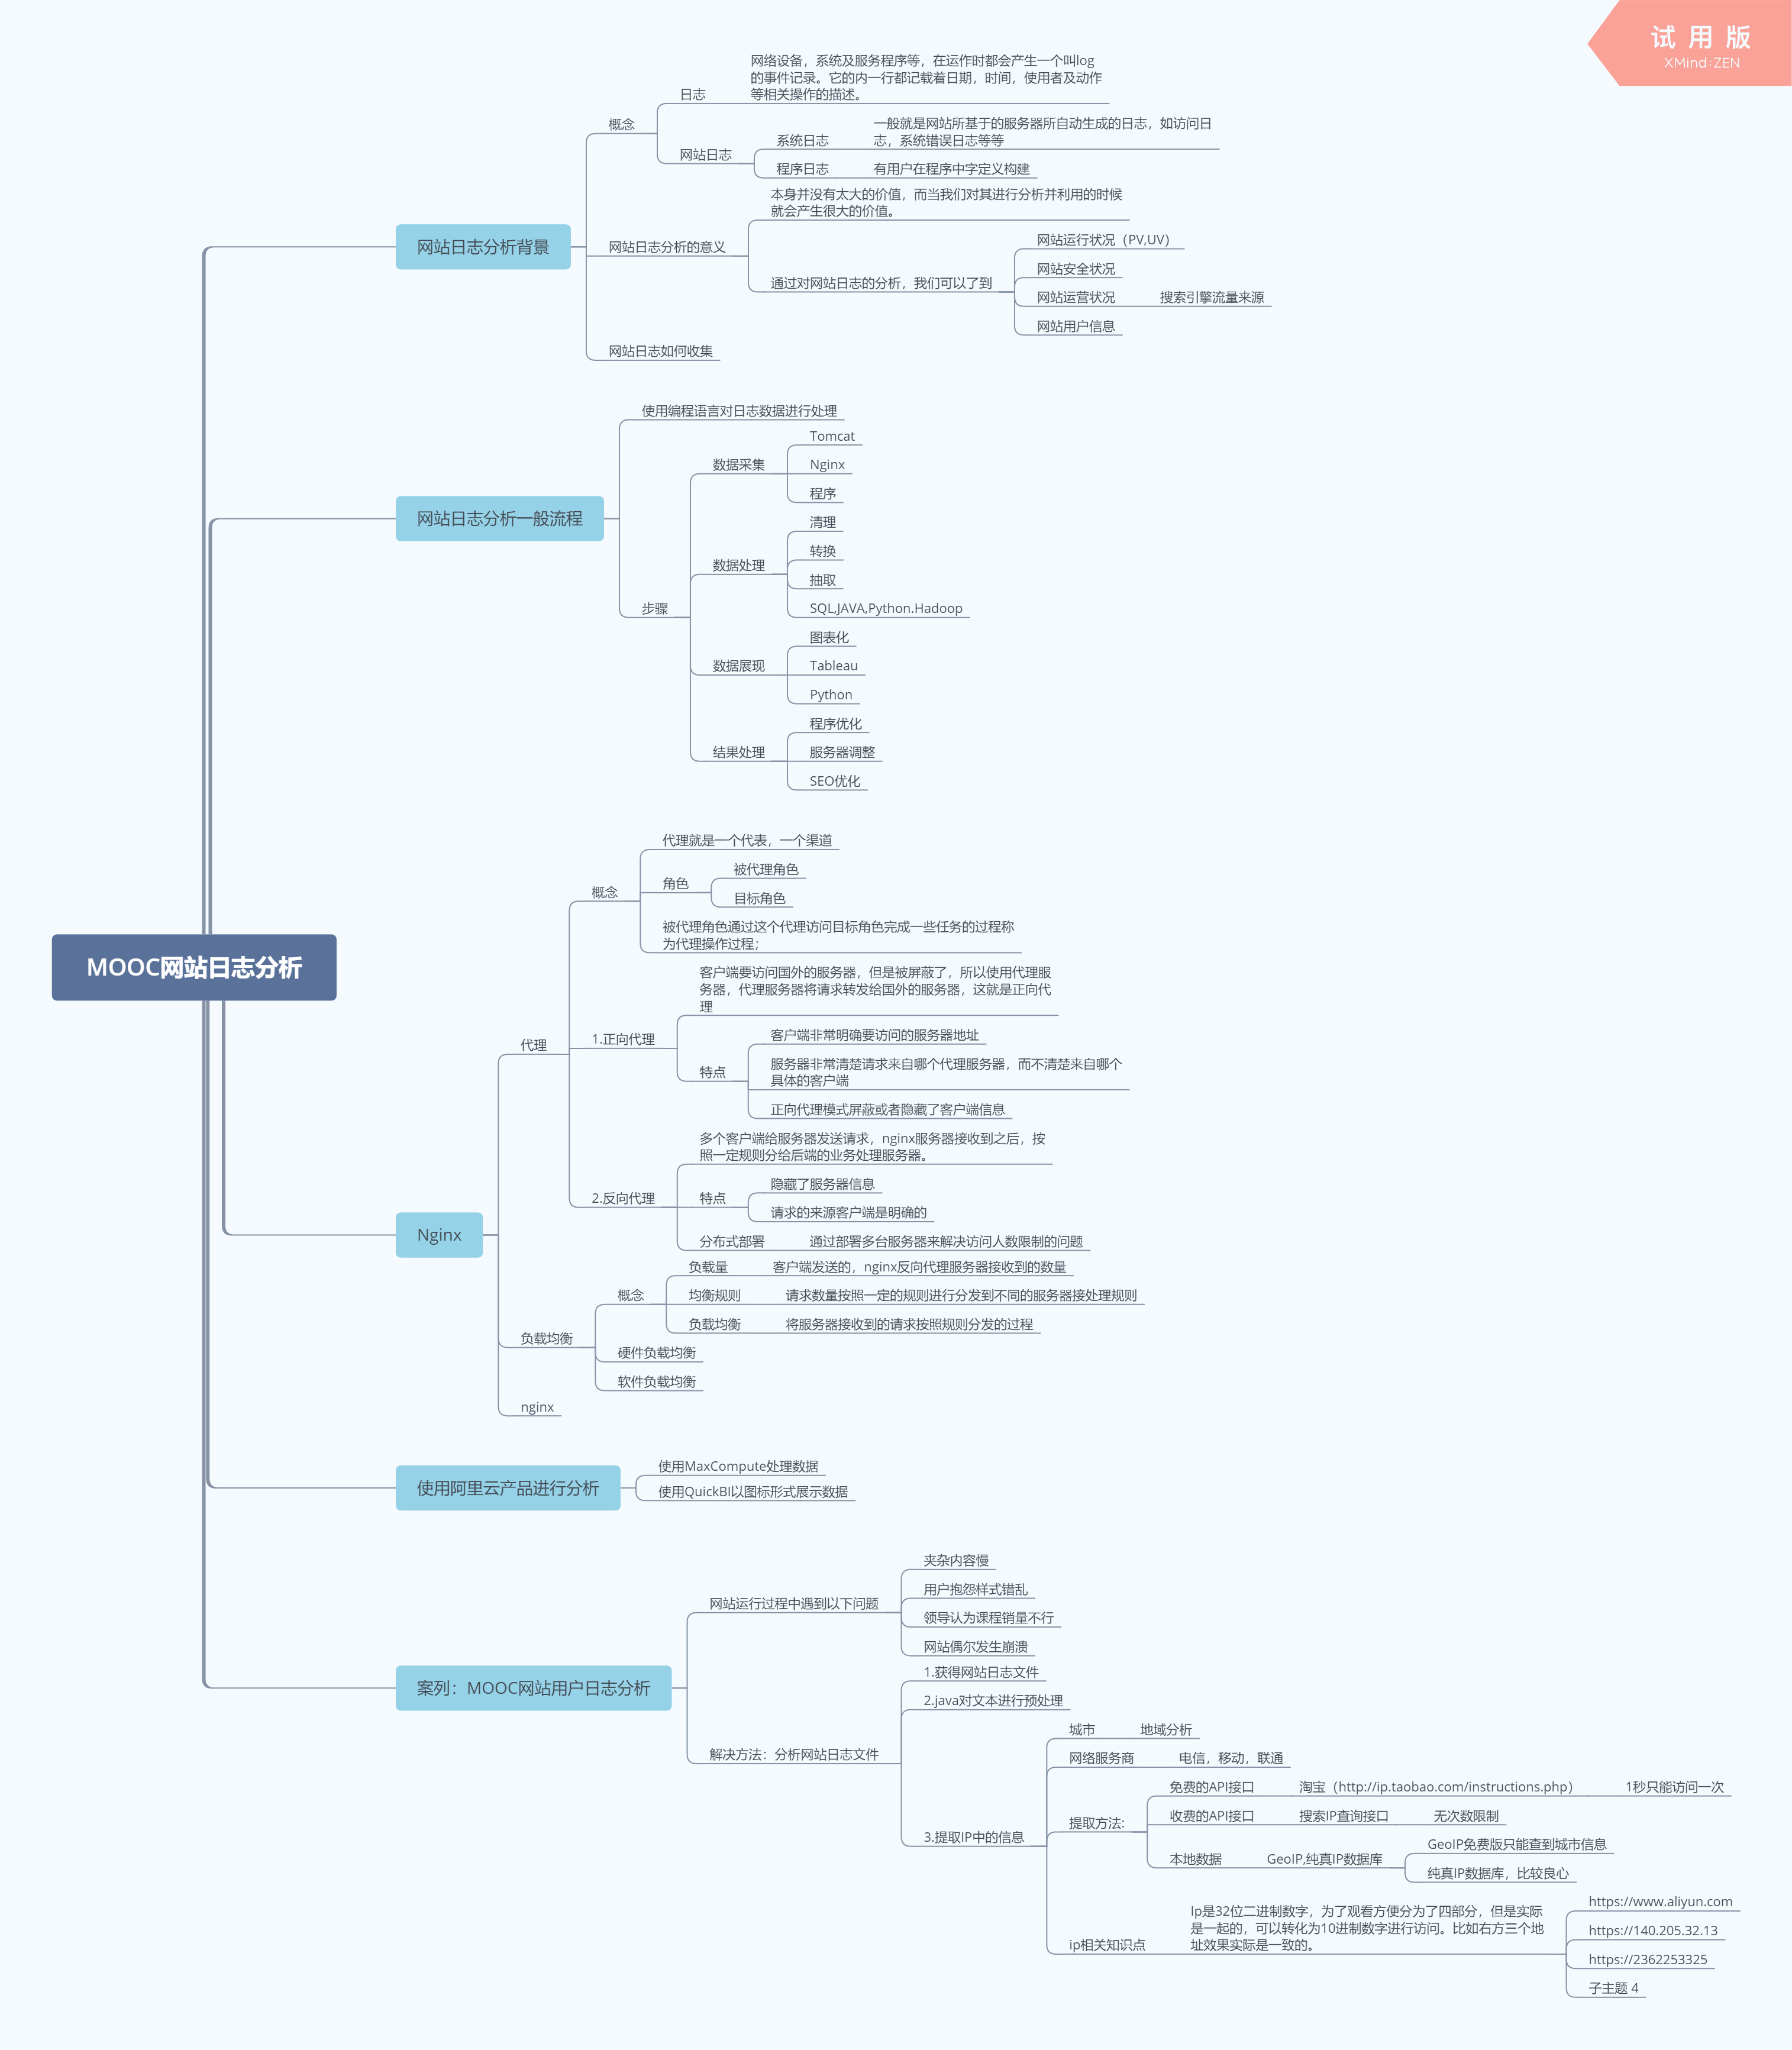 试 用 版
XMind:ZEN
MOOC网站日志分析
网站日志分析背景
概念
日志
网络设备，系统及服务程序等，在运作时都会产生一个叫log
的事件记录。它的内一行都记载着日期，时间，使用者及动作
等相关操作的描述。
网站日志
系统日志
一般就是网站所基于的服务器所自动生成的日志，如访问日
志，系统错误日志等等
程序日志
有用户在程序中字定义构建
网站日志分析的意义
本身并没有太大的价值，而当我们对其进行分析并利用的时候
就会产生很大的价值。
通过对网站日志的分析，我们可以了到
网站运行状况（PV,UV）
网站安全状况
网站运营状况
搜索引擎流量来源
网站用户信息
网站日志如何收集
网站日志分析一般流程
使用编程语言对日志数据进行处理
步骤
数据采集
Tomcat
Nginx
程序
数据处理
清理
转换
抽取
SQL,JAVA,Python.Hadoop
数据展现
图表化
Tableau
Python
结果处理
程序优化
服务器调整
SEO优化
Nginx
代理
概念
代理就是一个代表，一个渠道
角色
被代理角色
目标角色
被代理角色通过这个代理访问目标角色完成一些任务的过程称
为代理操作过程；
1.正向代理
客户端要访问国外的服务器，但是被屏蔽了，所以使用代理服
务器，代理服务器将请求转发给国外的服务器，这就是正向代
理
特点
客户端非常明确要访问的服务器地址
服务器非常清楚请求来自哪个代理服务器，而不清楚来自哪个
具体的客户端
正向代理模式屏蔽或者隐藏了客户端信息
2.反向代理
多个客户端给服务器发送请求，nginx服务器接收到之后，按
照一定规则分给后端的业务处理服务器。
特点
隐藏了服务器信息
请求的来源客户端是明确的
分布式部署
通过部署多台服务器来解决访问人数限制的问题
负载均衡
概念
负载量
客户端发送的，nginx反向代理服务器接收到的数量
均衡规则
请求数量按照一定的规则进行分发到不同的服务器接处理规则
负载均衡
将服务器接收到的请求按照规则分发的过程
硬件负载均衡
软件负载均衡
nginx
使用阿里云产品进行分析
使用MaxCompute处理数据
使用QuickBI以图标形式展示数据
案列：MOOC网站用户日志分析
网站运行过程中遇到以下问题
夹杂内容慢
用户抱怨样式错乱
领导认为课程销量不行
网站偶尔发生崩溃
解决方法：分析网站日志文件
1.获得网站日志文件
2.java对文本进行预处理
3.提取IP中的信息
城市
地域分析
网络服务商
电信，移动，联通
提取方法:
免费的API接口
淘宝（http://ip.taobao.com/instructions.php）
1秒只能访问一次
收费的API接口
搜索IP查询接口
无次数限制
本地数据
GeoIP,纯真IP数据库
GeoIP免费版只能查到城市信息
纯真IP数据库，比较良心
ip相关知识点
Ip是32位二进制数字，为了观看方便分为了四部分，但是实际
是一起的，可以转化为10进制数字进行访问。比如右方三个地
址效果实际是一致的。
https://www.aliyun.com
https://140.205.32.13
https://2362253325
子主题 4